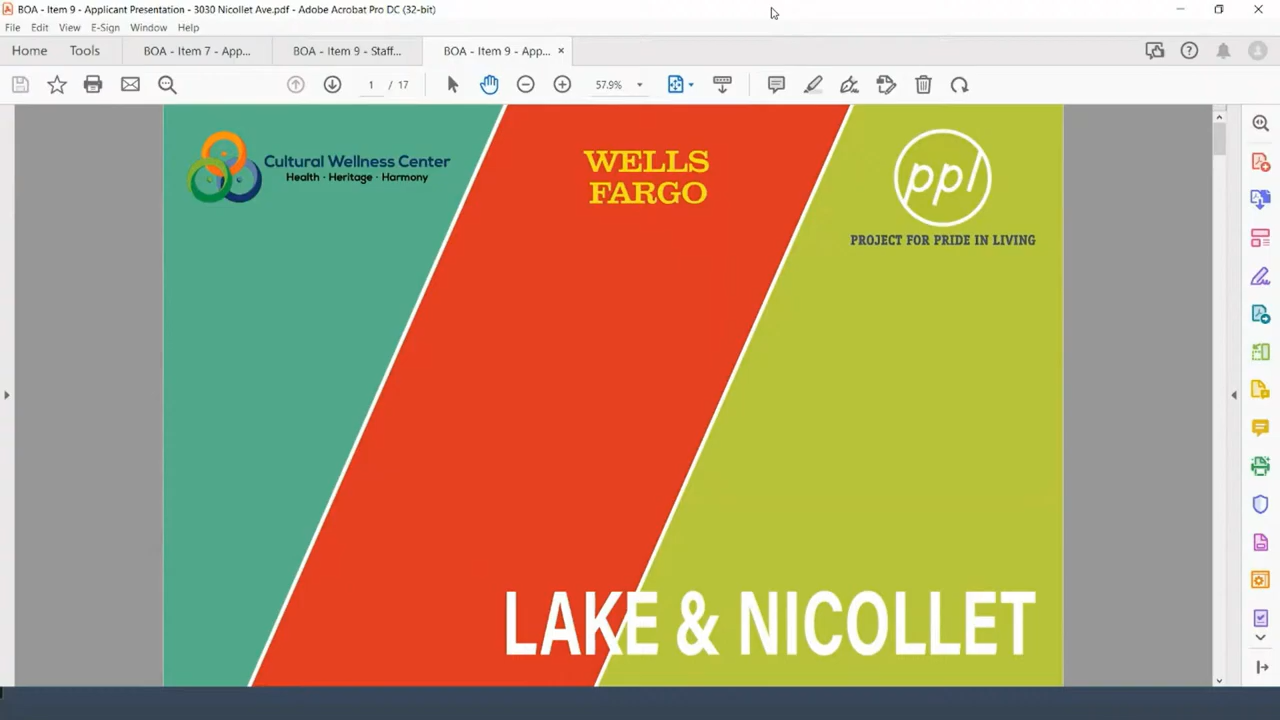 BOA - Item 9 - Applicant Presentation - 3030 Nicollet Ave.pdf - Adobe Acrobat Pro DC (32-bit)
File Edit View E-Sign Window Help
Home Tools BOA - Item 7 - App... BOA - Item 9 - Staff... BOA - Item 9 - App... ×
1 / 17 57.9%
Cultural Wellness Center
Health · Heritage · Harmony
WELLS
FARGO
ppl
PROJECT FOR PRIDE IN LIVING
LAKE & NICOLLET